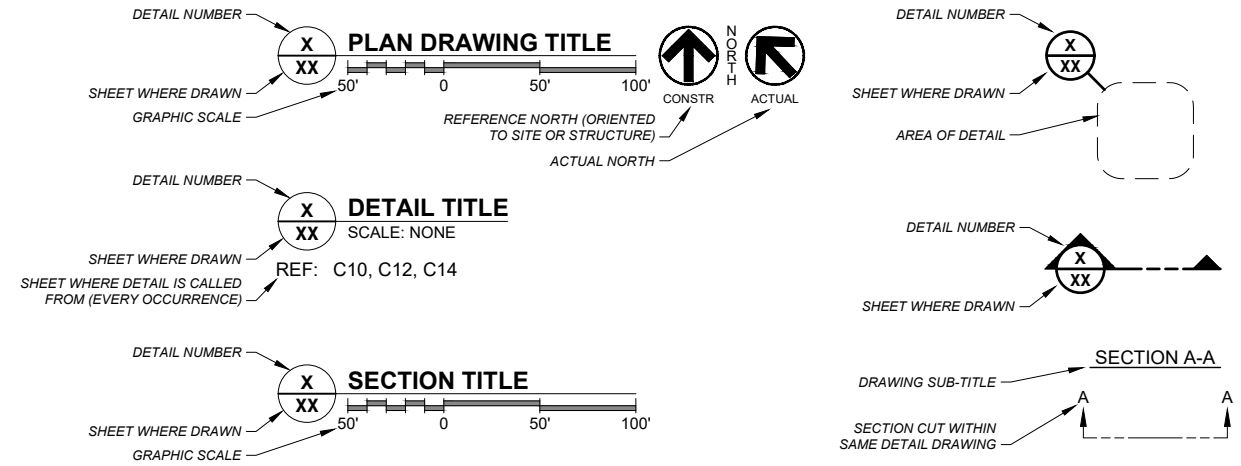 DETAIL NUMBER
X
XX
PLAN DRAWING TITLE
50' 0 50' 100'
SHEET WHERE DRAWN
GRAPHIC SCALE
NORTH
CONSTR
ACTUAL
REFERENCE NORTH (ORIENTED
TO SITE OR STRUCTURE)
ACTUAL NORTH
DETAIL NUMBER
X
XX
DETAIL TITLE
SCALE: NONE
SHEET WHERE DRAWN
REF: C10, C12, C14
SHEET WHERE DETAIL IS CALLED
FROM (EVERY OCCURRENCE)
DETAIL NUMBER
X
XX
SECTION TITLE
50' 0 50' 100'
SHEET WHERE DRAWN
GRAPHIC SCALE
DETAIL NUMBER
X
XX
SHEET WHERE DRAWN
AREA OF DETAIL
DETAIL NUMBER
X
XX
SHEET WHERE DRAWN
SECTION A-A
DRAWING SUB-TITLE
A A
SECTION CUT WITHIN
SAME DETAIL DRAWING